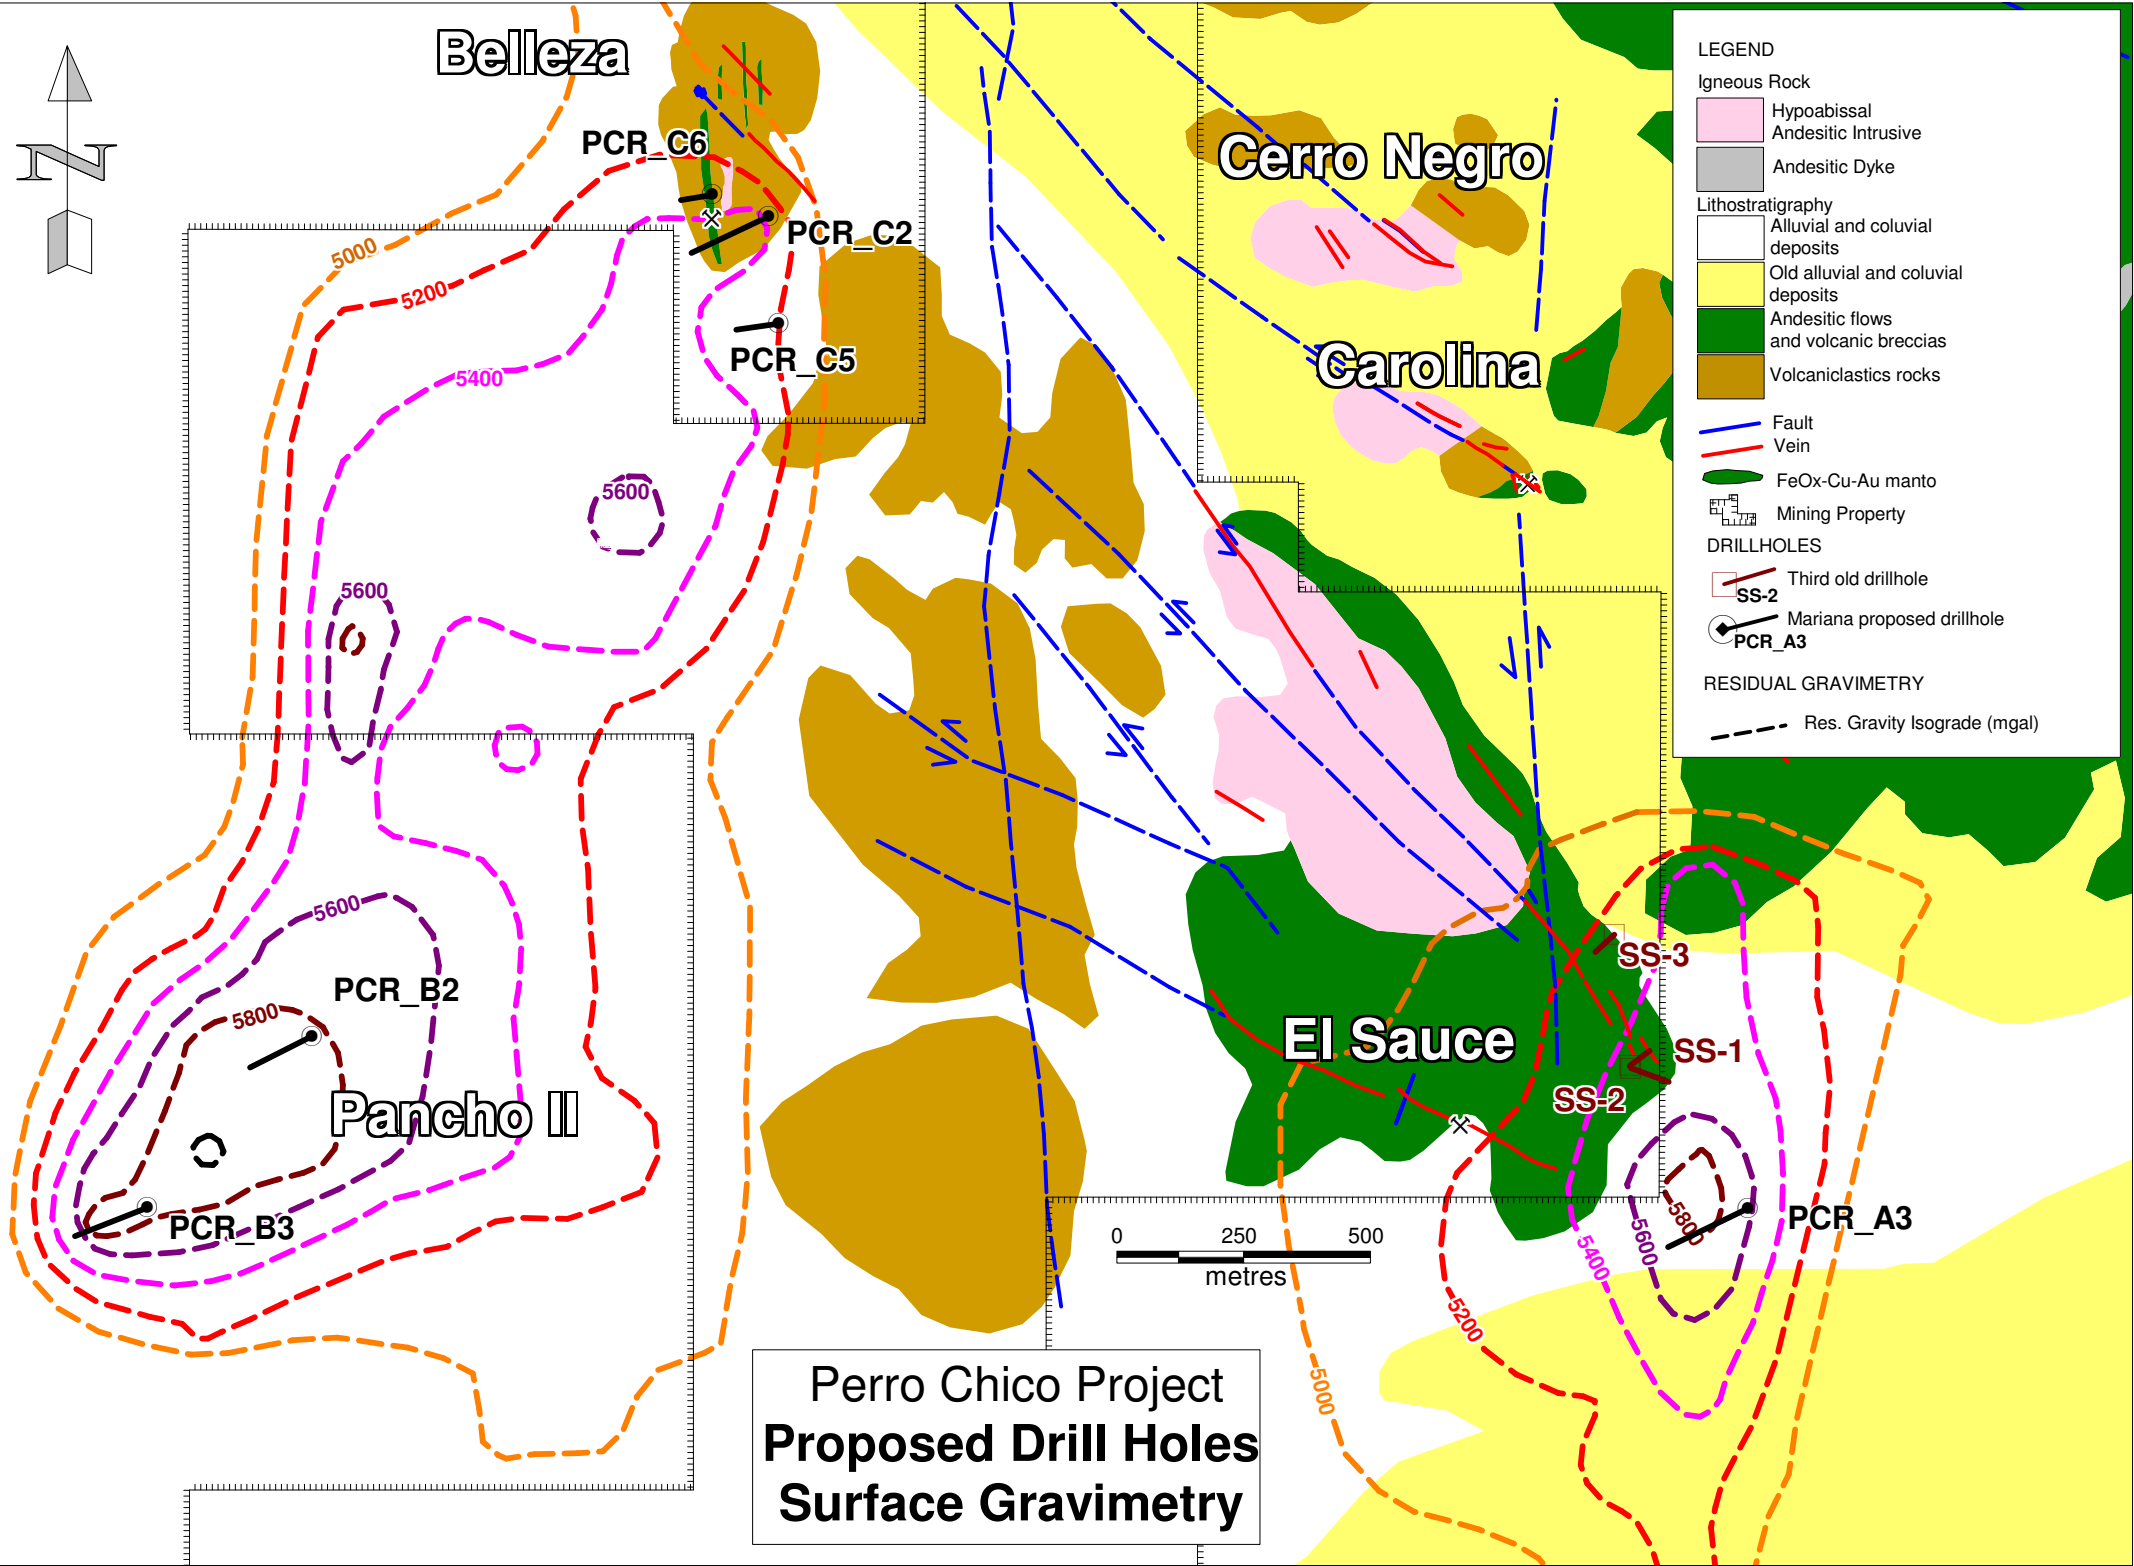 Belleza
PCR_C6
PCR_C2
PCR_C5
5000
5200
5400
5600
5600
5600
5800
PCR_B2
Pancho II
PCR_B3
Cerro Negro
Carolina
El Sauce
SS-3
SS-1
SS-2
PCR_A3
5800
5600
5400
5200
5000
0 250 500
metres
N
Perro Chico Project
Proposed Drill Holes
Surface Gravimetry
LEGEND
Igneous Rock
Hypoabissal
Andesitic Intrusive
Andesitic Dyke
Lithostratigraphy
Alluvial and coluvial
deposits
Old alluvial and coluvial
deposits
Andesitic flows
and volcanic breccias
Volcaniclastics rocks
Fault
Vein
FeOx-Cu-Au manto
Mining Property
DRILLHOLES
Third old drillhole
SS-2
Mariana proposed drillhole
PCR_A3
RESIDUAL GRAVIMETRY
Res. Gravity Isograde (mgal)